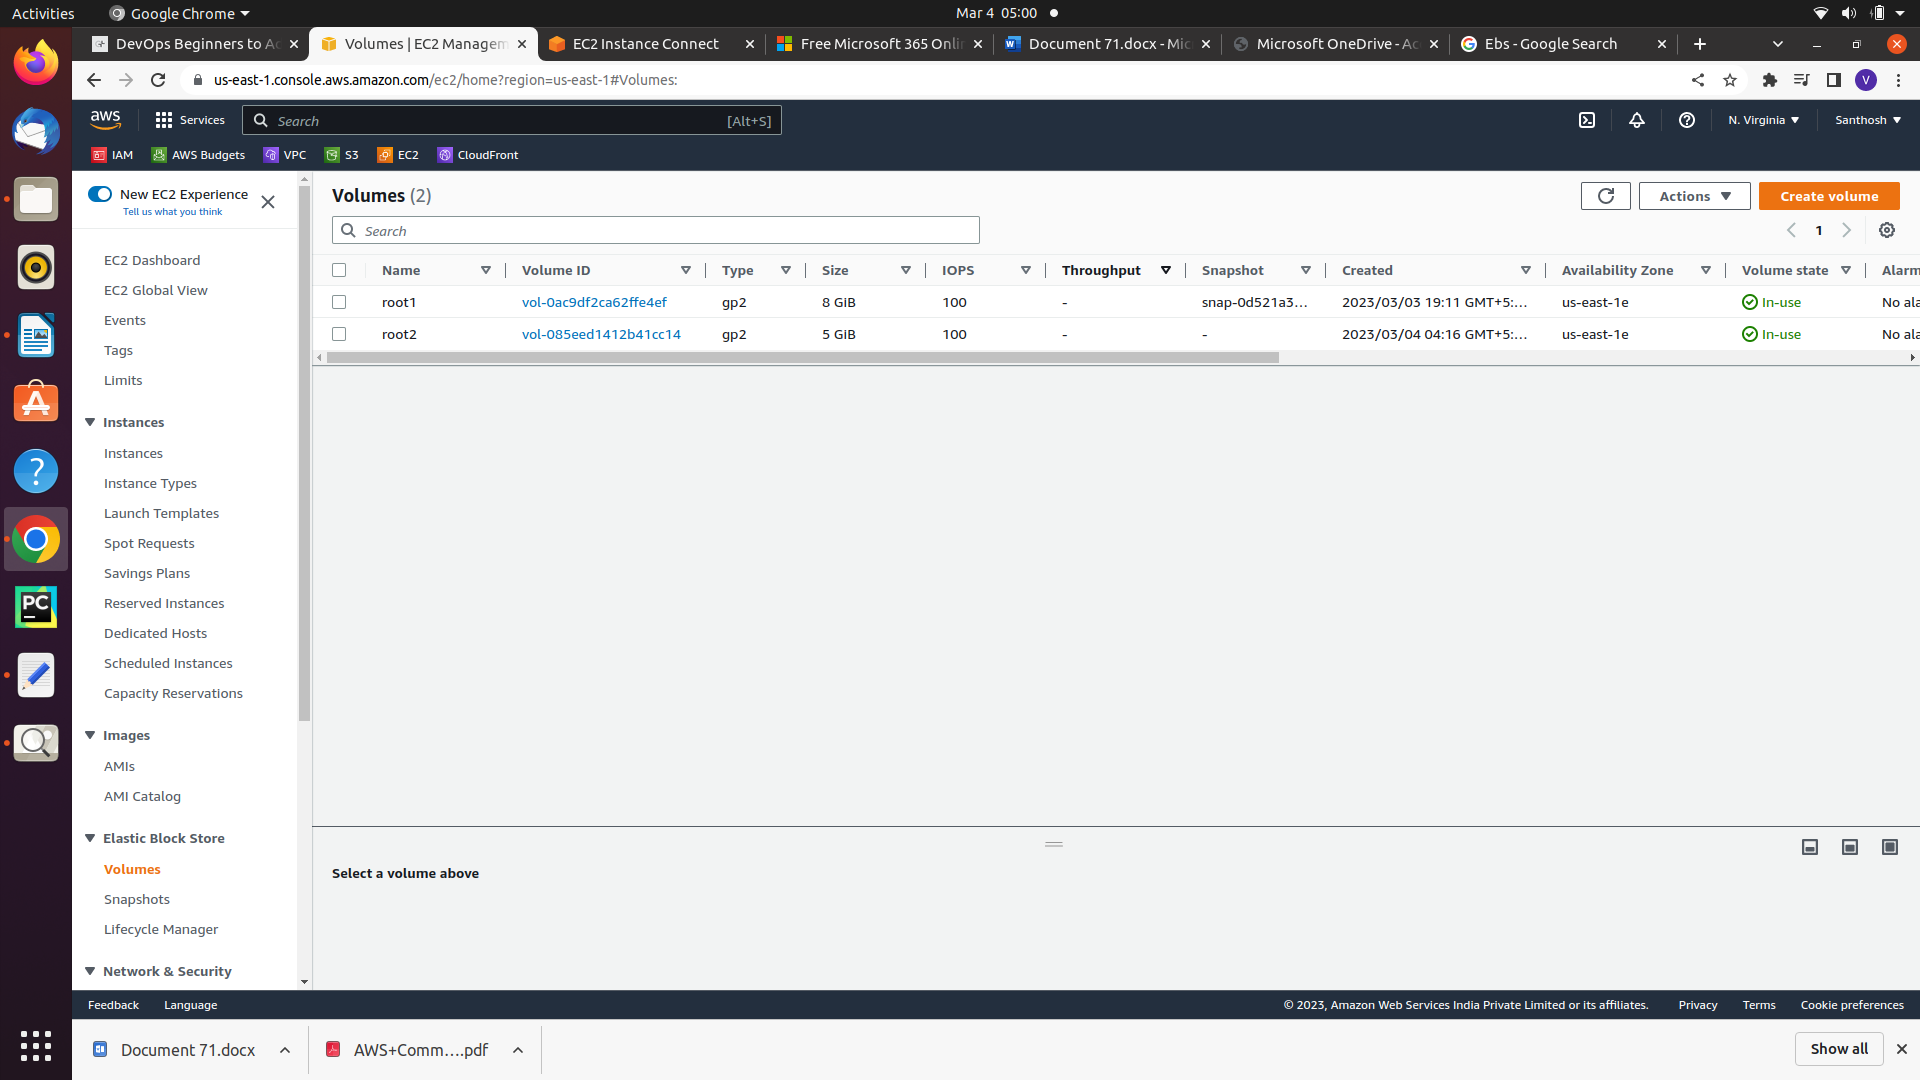 Activities
Google Chrome
Mar 4 05:00
DevOps Beginners to Ac
Volumes | EC2 Managem
EC2 Instance Connect
Free Microsoft 365 Onli
Document 71.docx - Mic
Microsoft OneDrive - Ac
Ebs - Google Search
us-east-1.console.aws.amazon.com/ec2/home?region=us-east-1#Volumes:
V
aws
Services
Search
[Alt+S]
N. Virginia
Santhosh
IAM
AWS Budgets
VPC
S3
EC2
CloudFront
New EC2 Experience
Tell us what you think
EC2 Dashboard
EC2 Global View
Events
Tags
Limits
Instances
Instances
Instance Types
Launch Templates
Spot Requests
Savings Plans
Reserved Instances
Dedicated Hosts
Scheduled Instances
Capacity Reservations
Images
AMIs
AMI Catalog
Elastic Block Store
Volumes
Snapshots
Lifecycle Manager
Network & Security
Volumes (2)
Actions
Create volume
Search
1
Name Volume ID Type Size IOPS Throughput Snapshot Created Availability Zone Volume state Alarm
root1 vol-0ac9df2ca62ffe4ef gp2 8 GiB 100 - snap-0d521a3... 2023/03/03 19:11 GMT+5:... us-east-1e In-use No ala
root2 vol-085eed1412b41cc14 gp2 5 GiB 100 - - 2023/03/04 04:16 GMT+5:... us-east-1e In-use No ala
Select a volume above
PC
Feedback
Language
© 2023, Amazon Web Services India Private Limited or its affiliates.
Privacy
Terms
Cookie preferences
Document 71.docx
AWS+Comm....pdf
Show all